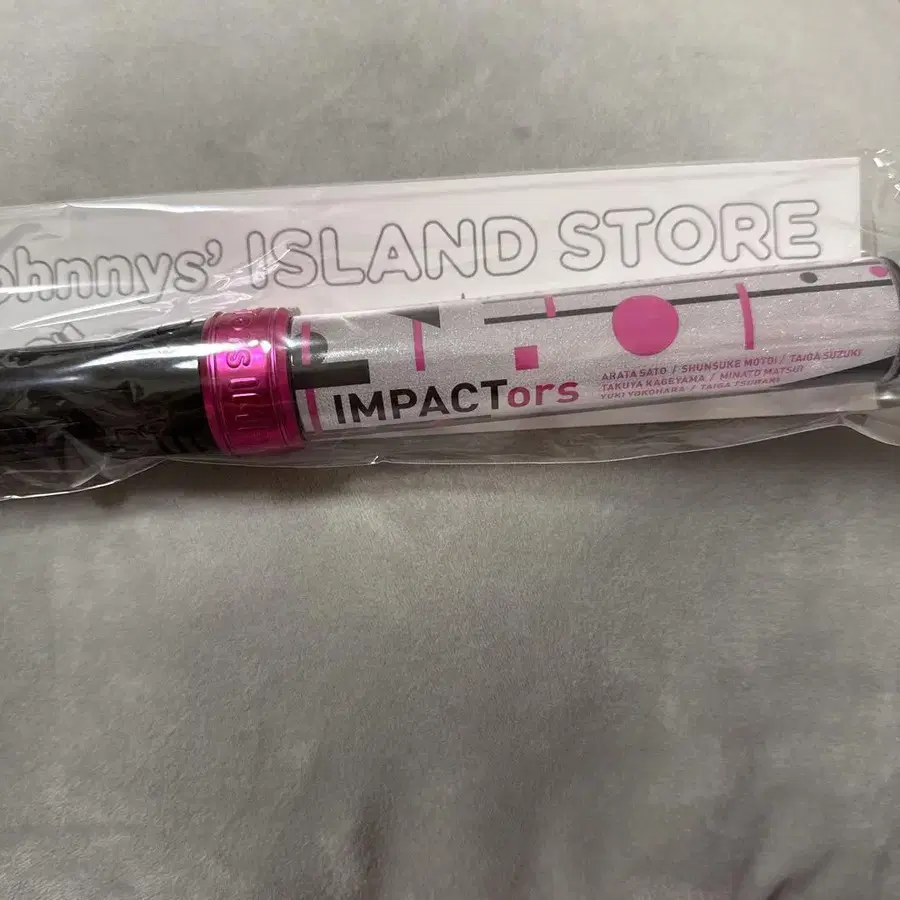 ohnnys' ISLAND STORE
IMPACTors
ARATA SATO / SHUNSUKE MOTOI / TAIGA SUZUKI
TAKUYA KAGEYAMA / MINATO MATSUI
YUKI YOKOHARA / TAIGA TSUBAKI